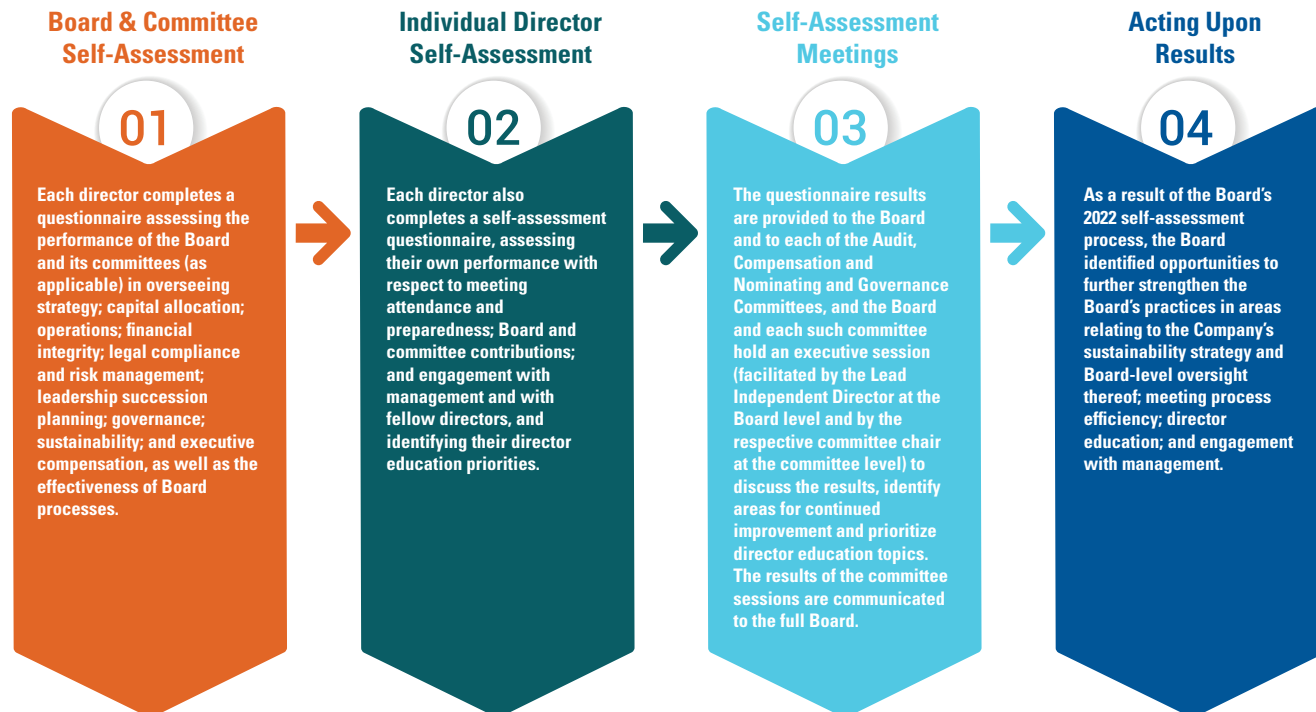 Board & Committee
Self-Assessment
01
Each director completes a
questionnaire assessing the
performance of the Board
and its committees (as
applicable) in overseeing
strategy; capital allocation;
operations; financial
integrity; legal compliance
and risk management;
leadership succession
planning; governance;
sustainability; and executive
compensation, as well as the
effectiveness of Board
processes.
Individual Director
Self-Assessment
02
Each director also
completes a self-assessment
questionnaire, assessing
their own performance with
respect to meeting
attendance and
preparedness; Board and
committee contributions;
and engagement with
management and with
fellow directors, and
identifying their director
education priorities.
Self-Assessment
Meetings
03
The questionnaire results
are provided to the Board
and to each of the Audit,
Compensation and
Nominating and Governance
Committees, and the Board
and each such committee
hold an executive session
(facilitated by the Lead
Independent Director at the
Board level and by the
respective committee chair
at the committee level) to
discuss the results, identify
areas for continued
improvement and prioritize
director education topics.
The results of the committee
sessions are communicated
to the full Board.
Acting Upon
Results
04
As a result of the Board's
2022 self-assessment
process, the Board
identified opportunities to
further strengthen the
Board's practices in areas
relating to the Company's
sustainability strategy and
Board-level oversight
thereof; meeting process
efficiency; director
education; and engagement
with management.